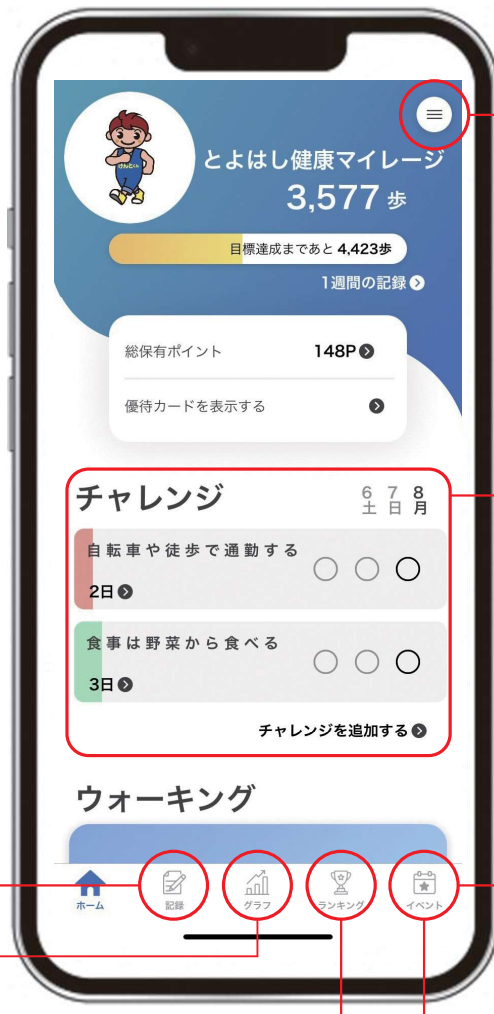 とよはし健康マイレージ
3,577 歩
目標達成まであと 4,423歩
1週間の記録
総保有ポイント 148P
優待カードを表示する
チャレンジ
6 7 8
土 日 月
自転車や徒歩で通勤する
2日
食事は野菜から食べる
3日
チャレンジを追加する
ウォーキング
ホーム 記録 グラフ ランキング イベント